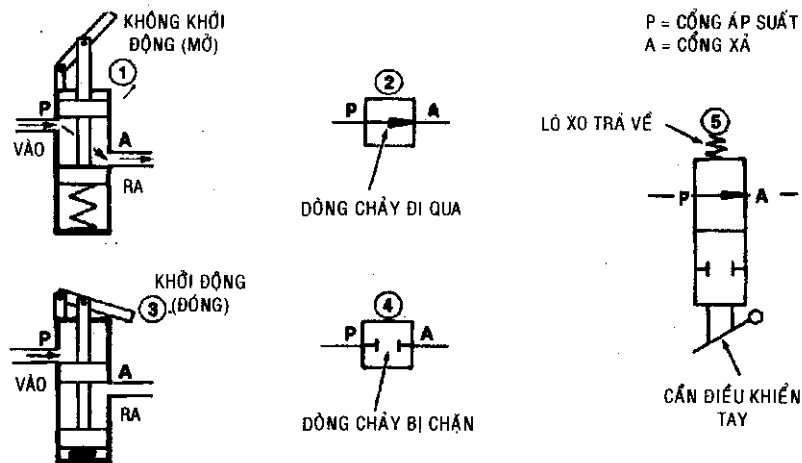 KHÔNG KHỞI
ĐỘNG (MỞ)
1
P
VÀO
A
RA
2
P A
DÒNG CHẢY ĐI QUA
P = CỔNG ÁP SUẤT
A = CỔNG XẢ
LÒ XO TRẢ VỀ
5
P A
CẦN ĐIỀU KHIỂN
TAY
KHỞI ĐỘNG
(ĐÓNG)
3
P
VÀO
A
RA
4
P A
DÒNG CHẢY BỊ CHẶN